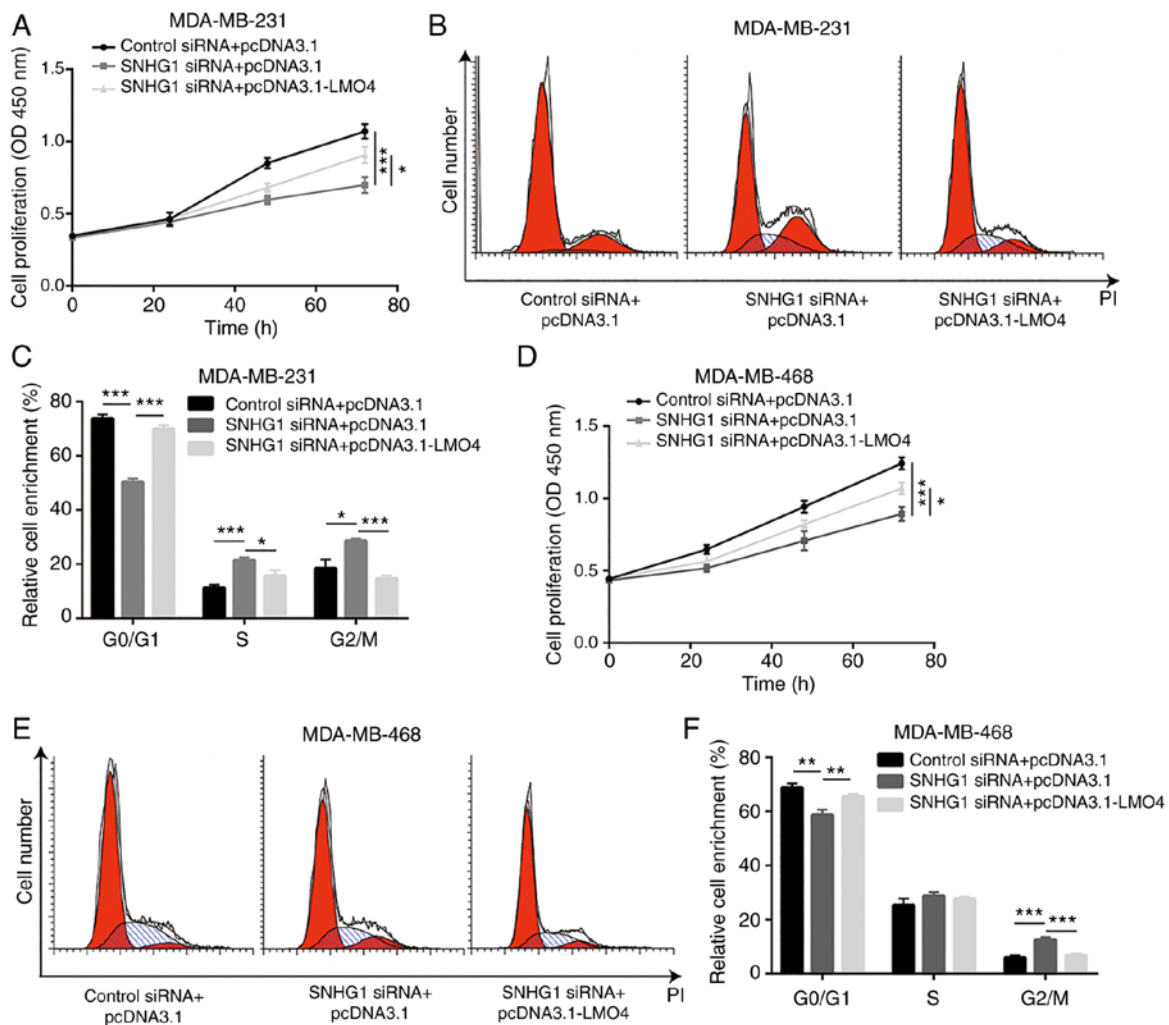 A
MDA-MB-231
Control siRNA+pcDNA3.1
SNHG1 siRNA+pcDNA3.1
SNHG1 siRNA+pcDNA3.1-LMO4
Cell proliferation (OD 450 nm)
1.5
1.0
0.5
0.0
0 20 40 60 80
Time (h)
***
*
B
MDA-MB-231
Cell number
Control siRNA+
pcDNA3.1
SNHG1 siRNA+
pcDNA3.1
SNHG1 siRNA+
pcDNA3.1-LMO4
PI
C
MDA-MB-231
Relative cell enrichment (%)
80
60
40
20
0
*** ***
*** *
* ***
Control siRNA+pcDNA3.1
SNHG1 siRNA+pcDNA3.1
SNHG1 siRNA+pcDNA3.1-LMO4
G0/G1 S G2/M
D
MDA-MB-468
Control siRNA+pcDNA3.1
SNHG1 siRNA+pcDNA3.1
SNHG1 siRNA+pcDNA3.1-LMO4
Cell proliferation (OD 450 nm)
1.5
1.0
0.5
0.0
0 20 40 60 80
Time (h)
***
*
E
MDA-MB-468
Cell number
Control siRNA+
pcDNA3.1
SNHG1 siRNA+
pcDNA3.1
SNHG1 siRNA+
pcDNA3.1-LMO4
PI
F
MDA-MB-468
Relative cell enrichment (%)
80
60
40
20
0
** **
*** ***
Control siRNA+pcDNA3.1
SNHG1 siRNA+pcDNA3.1
SNHG1 siRNA+pcDNA3.1-LMO4
G0/G1 S G2/M